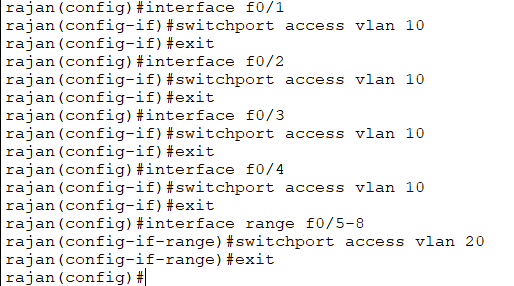 rajan(config)#interface f0/1
rajan(config-if)#switchport access vlan 10
rajan(config-if)#exit
rajan(config)#interface f0/2
rajan(config-if)#switchport access vlan 10
rajan(config-if)#exit
rajan(config)#interface f0/3
rajan(config-if)#switchport access vlan 10
rajan(config-if)#exit
rajan(config)#interface f0/4
rajan(config-if)#switchport access vlan 10
rajan(config-if)#exit
rajan(config)#interface range f0/5-8
rajan(config-if-range)#switchport access vlan 20
rajan(config-if-range)#exit
rajan(config)#